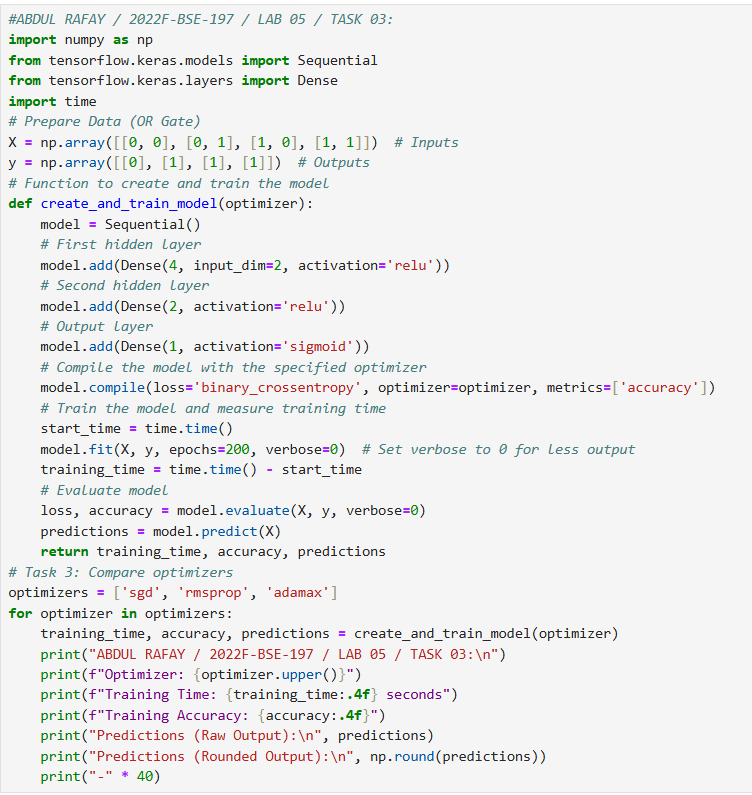 #ABDUL RAFAY / 2022F-BSE-197 / LAB 05 / TASK 03:
import numpy as np
from tensorflow.keras.models import Sequential
from tensorflow.keras.layers import Dense
import time
# Prepare Data (OR Gate)
X = np.array([[0, 0], [0, 1], [1, 0], [1, 1]])  # Inputs
y = np.array([[0], [1], [1], [1]])  # Outputs
# Function to create and train the model
def create_and_train_model(optimizer):
    model = Sequential()
    # First hidden layer
    model.add(Dense(4, input_dim=2, activation='relu'))
    # Second hidden layer
    model.add(Dense(2, activation='relu'))
    # Output layer
    model.add(Dense(1, activation='sigmoid'))
    # Compile the model with the specified optimizer
    model.compile(loss='binary_crossentropy', optimizer=optimizer, metrics=['accuracy'])
    # Train the model and measure training time
    start_time = time.time()
    model.fit(X, y, epochs=200, verbose=0)  # Set verbose to 0 for less output
    training_time = time.time() - start_time
    # Evaluate model
    loss, accuracy = model.evaluate(X, y, verbose=0)
    predictions = model.predict(X)
    return training_time, accuracy, predictions
# Task 3: Compare optimizers
optimizers = ['sgd', 'rmsprop', 'adamax']
for optimizer in optimizers:
    training_time, accuracy, predictions = create_and_train_model(optimizer)
    print("ABDUL RAFAY / 2022F-BSE-197 / LAB 05 / TASK 03:\n")
    print(f"Optimizer: {optimizer.upper()}")
    print(f"Training Time: {training_time:.4f} seconds")
    print(f"Training Accuracy: {accuracy:.4f}")
    print("Predictions (Raw Output):\n", predictions)
    print("Predictions (Rounded Output):\n", np.round(predictions))
    print("-" * 40)